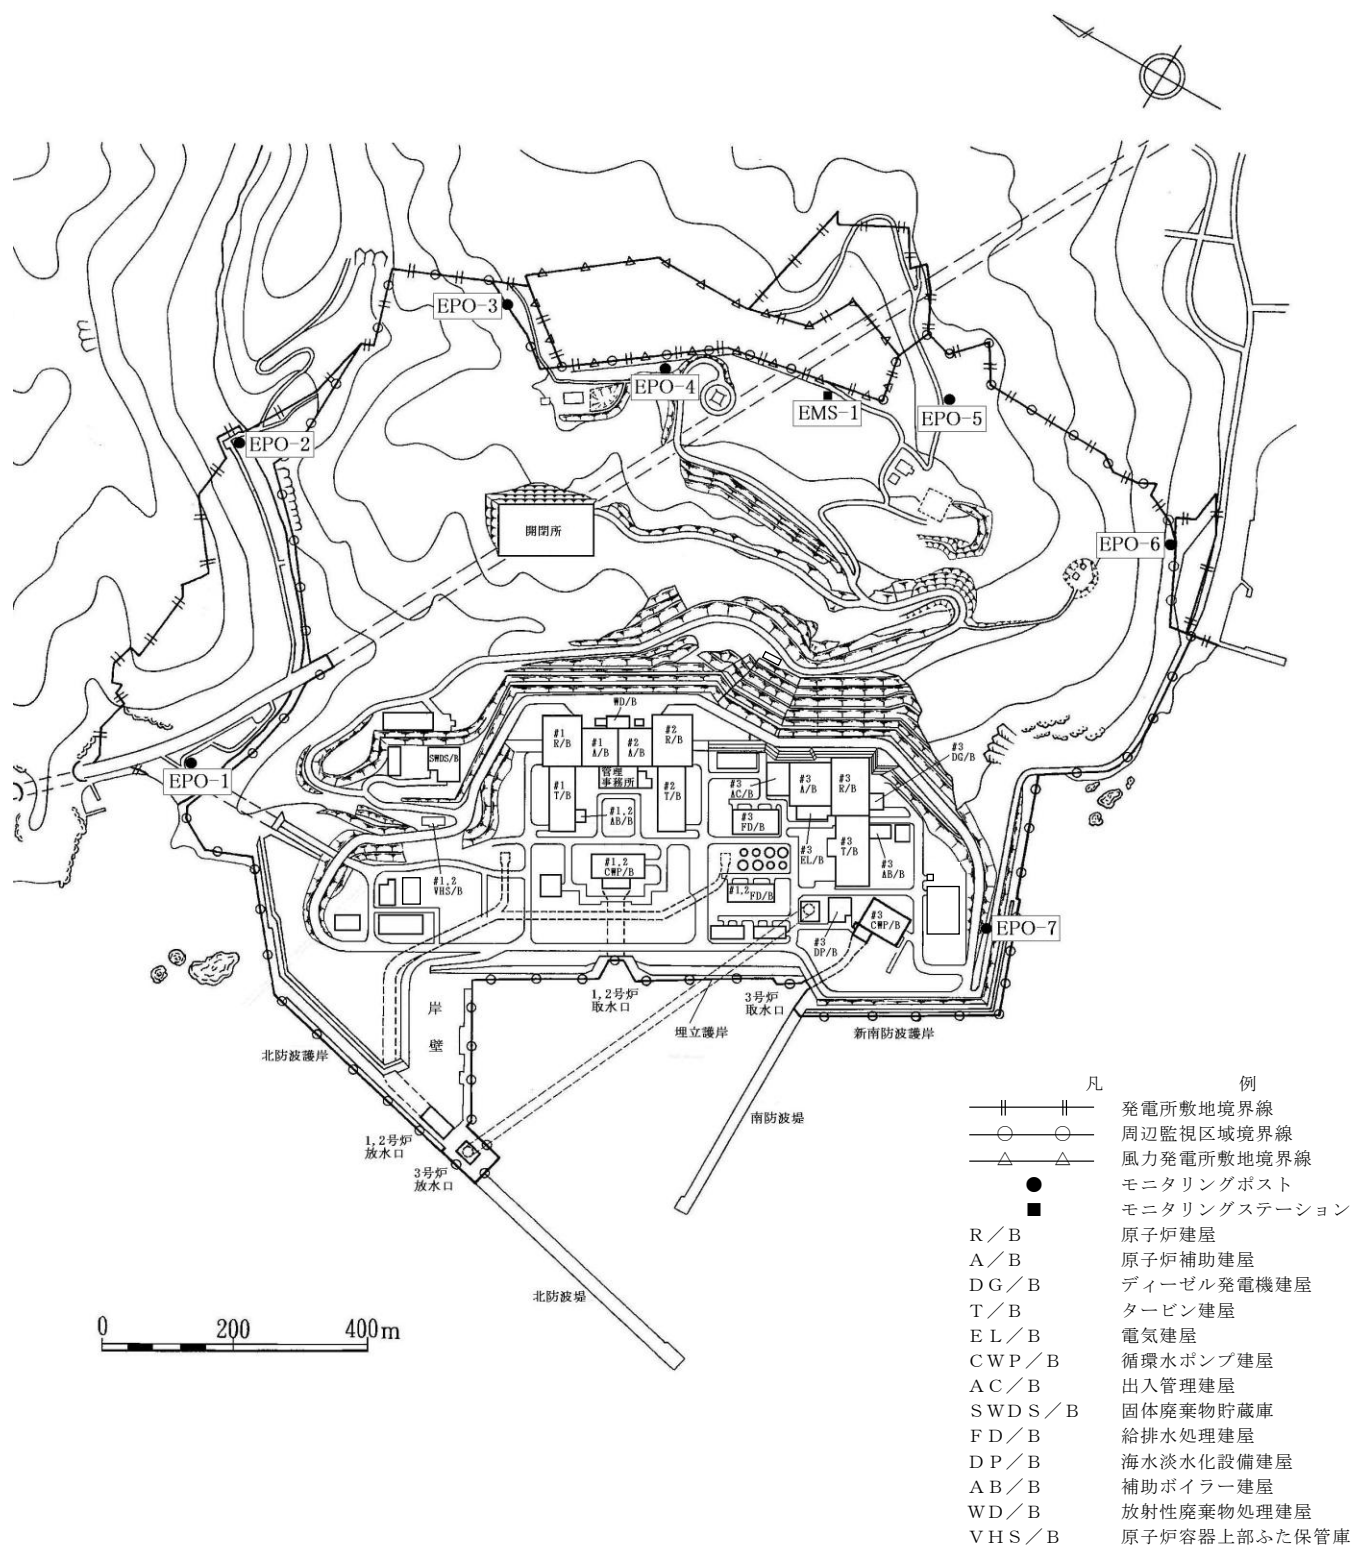 EPO-3
EPO-4
EMS-1
EPO-5
EPO-2
開閉所
EPO-6
WD/B
#1
R/B
#1
A/B
#2
A/B
#2
R/B
#3
DG/B
SWDS/B
管理
事務所
EPO-1
#1
T/B
#2
T/B
#3
AC/B
#3
A/B
#3
R/B
#1,2
AB/B
#3
FD/B
#3
EL/B
#3
T/B
#3
AB/B
#1,2
CWP/B
#1,2
VHS/B
#1,2
FD/B
#3
CWP/B
#3
DP/B
EPO-7
1,2号炉
取水口
3号炉
取水口
岸
壁
埋立護岸
新南防波護岸
北防波護岸
南防波堤
1,2号炉
放水口
3号炉
放水口
北防波堤
0 200 400m
凡 例
発電所敷地境界線
周辺監視区域境界線
風力発電所敷地境界線
モニタリングポスト
モニタリングステーション
R/B 原子炉建屋
A/B 原子炉補助建屋
DG/B ディーゼル発電機建屋
T/B タービン建屋
EL/B 電気建屋
CWP/B 循環水ポンプ建屋
AC/B 出入管理建屋
SWDS/B 固体廃棄物貯蔵庫
FD/B 給排水処理建屋
DP/B 海水淡水化設備建屋
AB/B 補助ボイラー建屋
WD/B 放射性廃棄物処理建屋
VHS/B 原子炉容器上部ふた保管庫